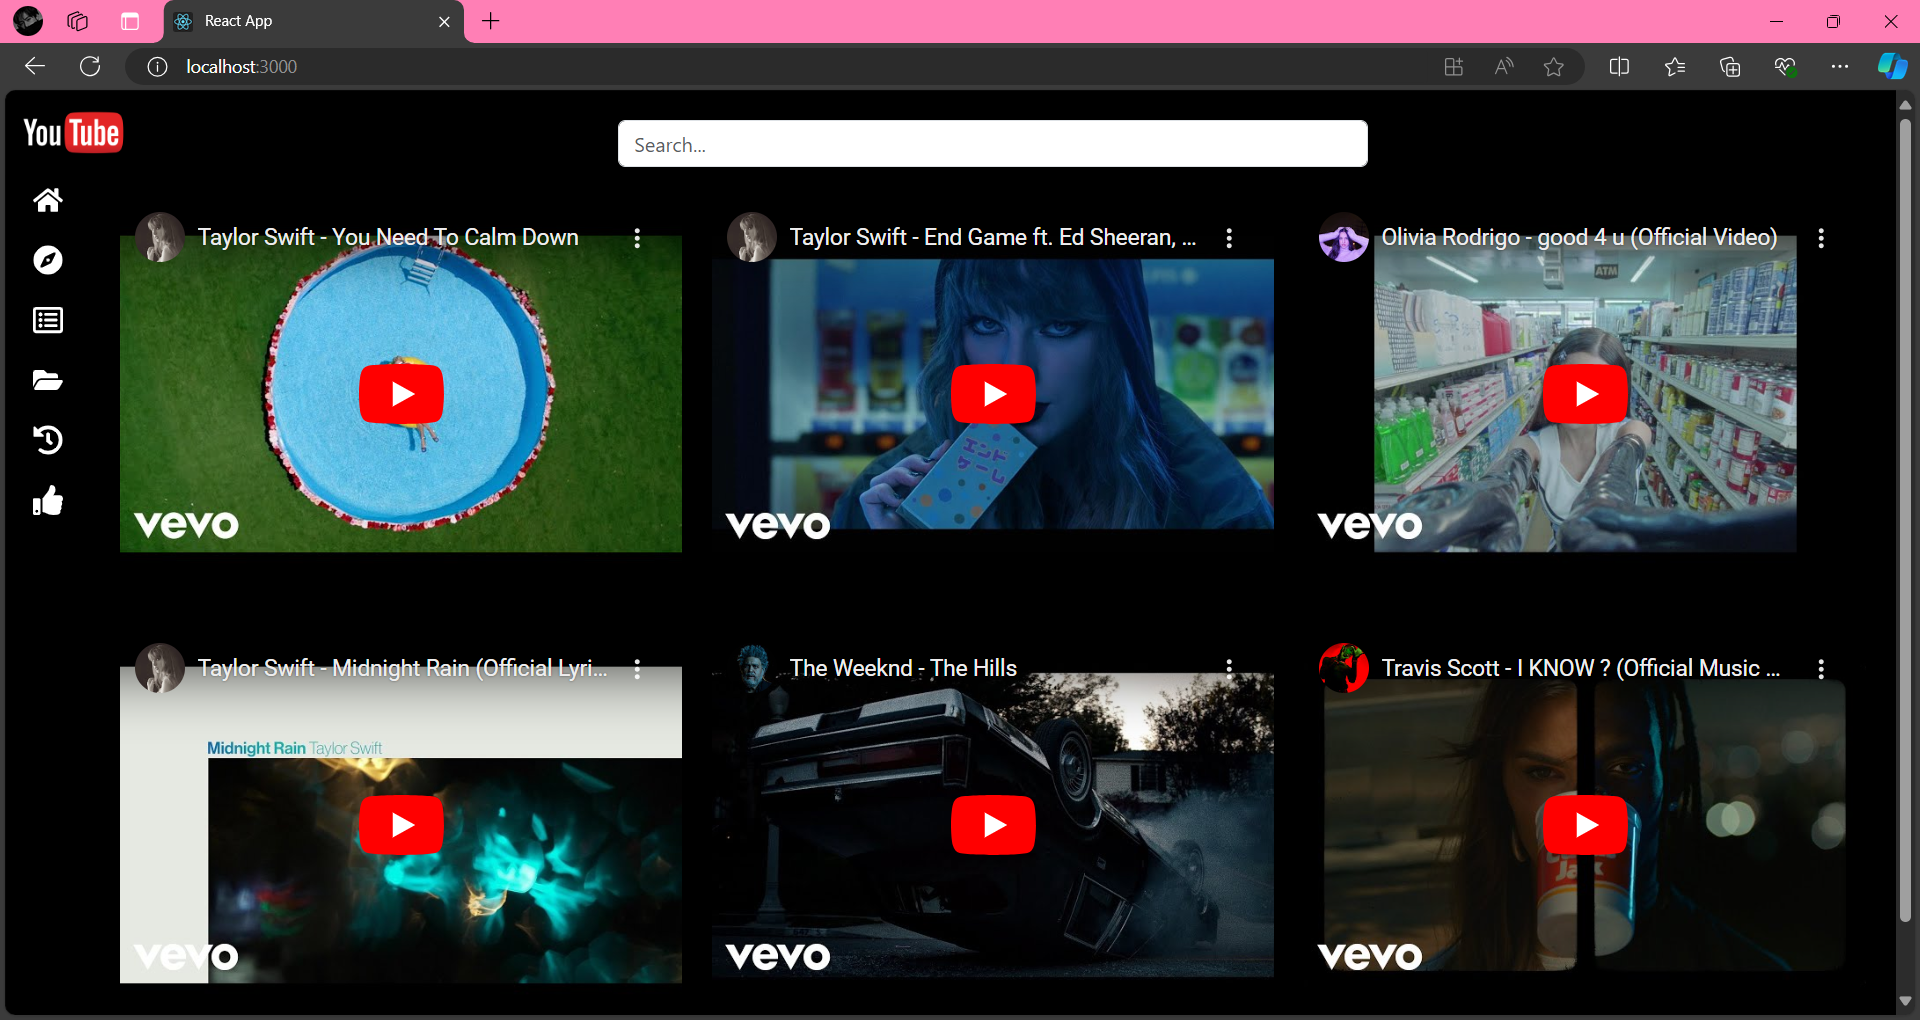 React App
localhost:3000
YouTube
Search...
Taylor Swift - You Need To Calm Down
vevo
Taylor Swift - End Game ft. Ed Sheeran, ...
vevo
Olivia Rodrigo - good 4 u (Official Video)
ATM
vevo
Taylor Swift - Midnight Rain (Official Lyri...
Midnight Rain Taylor Swift
vevo
The Weeknd - The Hills
vevo
Travis Scott - I KNOW ? (Official Music ...
Jack
vevo